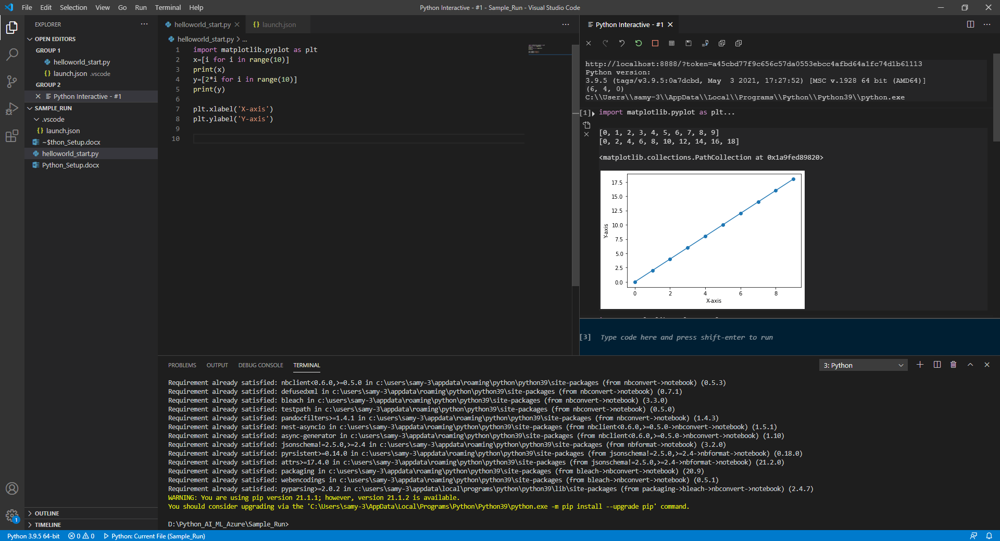 File Edit Selection View Go Run Terminal Help
Python Interactive - #1 - Sample_Run - Visual Studio Code
EXPLORER
OPEN EDITORS
GROUP 1
helloworld_start.py
launch.json .vscode
GROUP 2
Python Interactive - #1
SAMPLE_RUN
.vscode
launch.json
~$thon_Setup.docx
helloworld_start.py
Python_Setup.docx
OUTLINE
TIMELINE
helloworld_start.py
launch.json
helloworld_start.py > ...
1 import matplotlib.pyplot as plt
2 x=[i for i in range(10)]
3 print(x)
4 y=[2*i for i in range(10)]
5 print(y)
6
7 plt.xlabel('X-axis')
8 plt.ylabel('Y-axis')
9
10
Python Interactive - #1
http://localhost:8888/?token=a45cbd77f9c656c57da0553ebcc4afbd64a1fc74d1b61113
Python version:
3.9.5 (tags/v3.9.5:0a7dcbd, May  3 2021, 17:27:52) [MSC v.1928 64 bit (AMD64)]
(6, 4, 0)
C:\\Users\\samy-3\\AppData\\Local\\Programs\\Python\\Python39\\python.exe
[1] import matplotlib.pyplot as plt...
[0, 1, 2, 3, 4, 5, 6, 7, 8, 9]
[0, 2, 4, 6, 8, 10, 12, 14, 16, 18]
<matplotlib.collections.PathCollection at 0x1a9fed89820>
17.5
15.0
12.5
10.0
7.5
5.0
2.5
0.0
Y-axis
0 2 4 6 8
X-axis
[3] Type code here and press shift-enter to run
PROBLEMS OUTPUT DEBUG CONSOLE TERMINAL
3: Python
Requirement already satisfied: nbclient<0.6.0,>=0.5.0 in c:\users\samy-3\appdata\roaming\python\python39\site-packages (from nbconvert->notebook) (0.5.3)
Requirement already satisfied: defusedxml in c:\users\samy-3\appdata\roaming\python\python39\site-packages (from nbconvert->notebook) (0.7.1)
Requirement already satisfied: bleach in c:\users\samy-3\appdata\roaming\python\python39\site-packages (from nbconvert->notebook) (3.3.0)
Requirement already satisfied: testpath in c:\users\samy-3\appdata\roaming\python\python39\site-packages (from nbconvert->notebook) (0.5.0)
Requirement already satisfied: pandocfilters>=1.4.1 in c:\users\samy-3\appdata\roaming\python\python39\site-packages (from nbconvert->notebook) (1.4.3)
Requirement already satisfied: nest-asyncio in c:\users\samy-3\appdata\roaming\python\python39\site-packages (from nbclient<0.6.0,>=0.5.0->nbconvert->notebook) (1.5.1)
Requirement already satisfied: async-generator in c:\users\samy-3\appdata\roaming\python\python39\site-packages (from nbclient<0.6.0,>=0.5.0->nbconvert->notebook) (1.10)
Requirement already satisfied: jsonschema!=2.5.0,>=2.4 in c:\users\samy-3\appdata\roaming\python\python39\site-packages (from nbformat->notebook) (3.2.0)
Requirement already satisfied: pyrsistent>=0.14.0 in c:\users\samy-3\appdata\roaming\python\python39\site-packages (from jsonschema!=2.5.0,>=2.4->nbformat->notebook) (0.18.0)
Requirement already satisfied: attrs>=17.4.0 in c:\users\samy-3\appdata\roaming\python\python39\site-packages (from jsonschema!=2.5.0,>=2.4->nbformat->notebook) (21.2.0)
Requirement already satisfied: packaging in c:\users\samy-3\appdata\roaming\python\python39\site-packages (from bleach->nbconvert->notebook) (20.9)
Requirement already satisfied: webencodings in c:\users\samy-3\appdata\roaming\python\python39\site-packages (from bleach->nbconvert->notebook) (0.5.1)
Requirement already satisfied: pyparsing>=2.0.2 in c:\users\samy-3\appdata\local\programs\python\python39\lib\site-packages (from packaging->bleach->nbconvert->notebook) (2.4.7)
WARNING: You are using pip version 21.1.1; however, version 21.1.2 is available.
You should consider upgrading via the 'C:\Users\samy-3\AppData\Local\Programs\Python\Python39\python.exe -m pip install --upgrade pip' command.
D:\Python_AI_ML_Azure\Sample_Run>
1
Python 3.9.5 64-bit 0 0 Python: Current File (Sample_Run)